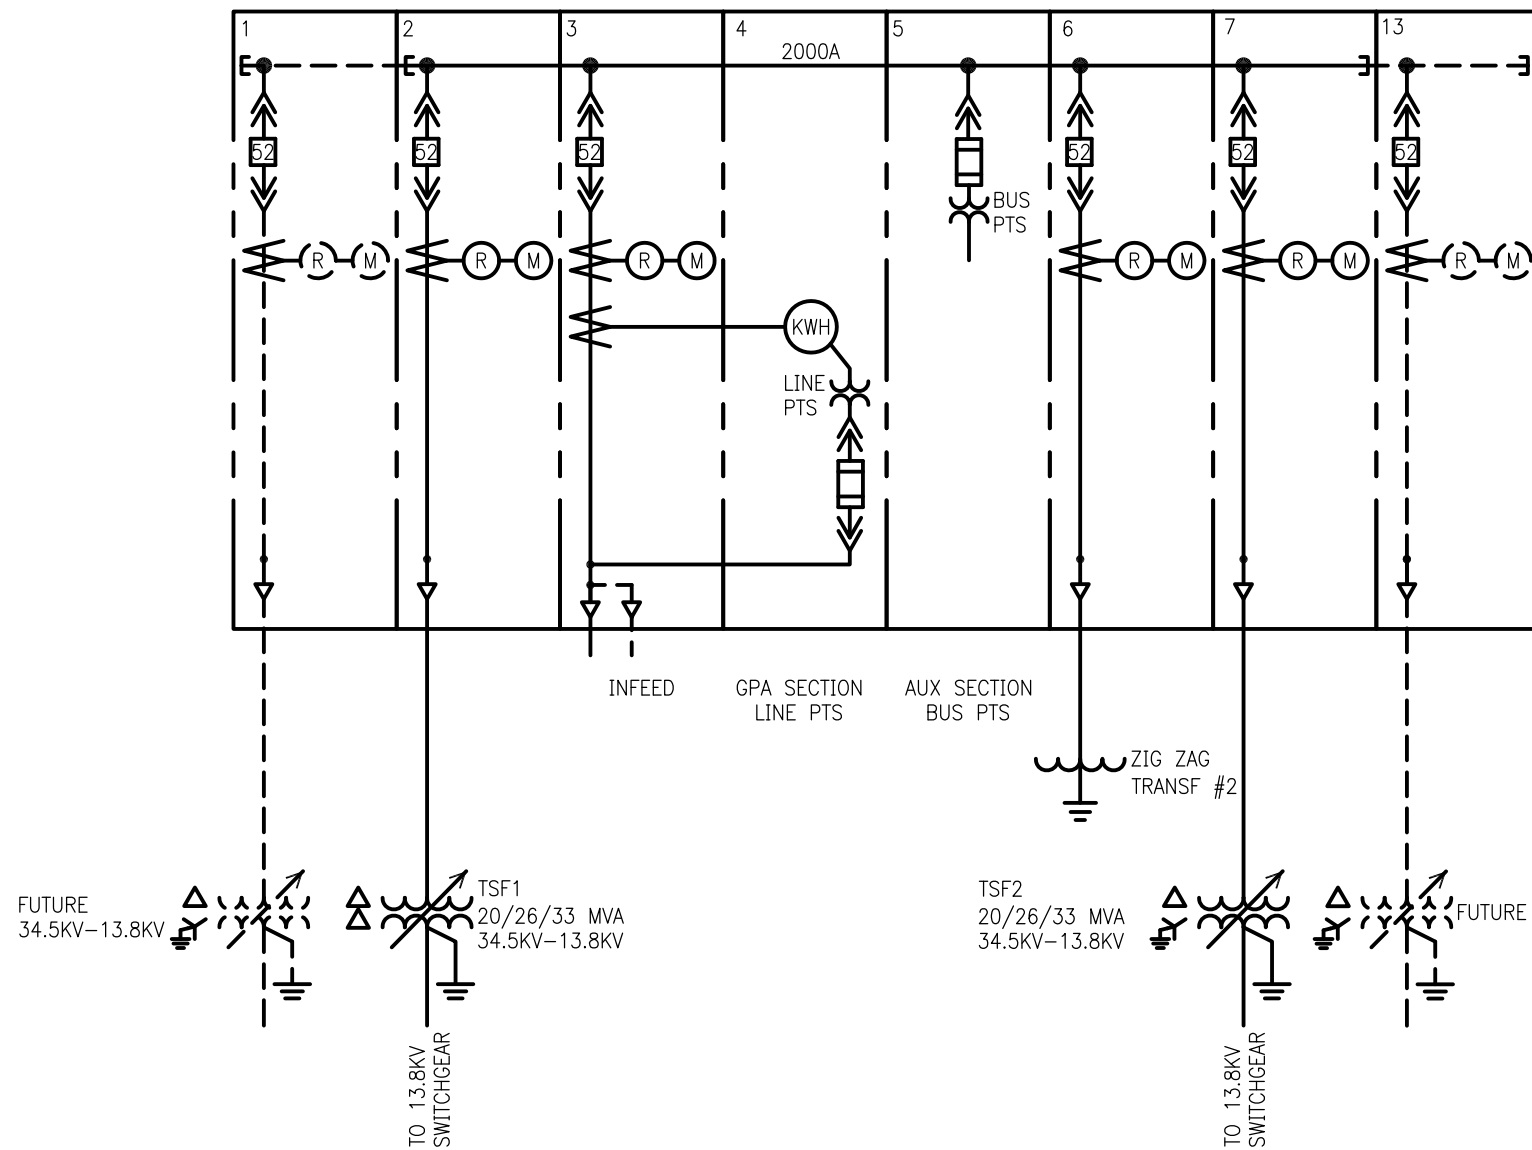 1
2
3
4
5
6
7
13
2000A
52
52
52
52
52
52
BUS
PTS
R
M
R
M
R
M
R
M
R
M
R
M
KWH
LINE
PTS
INFEED
GPA SECTION
LINE PTS
AUX SECTION
BUS PTS
ZIG ZAG
TRANSF #2
FUTURE
34.5KV-13.8KV
TSF1
20/26/33 MVA
34.5KV-13.8KV
TSF2
20/26/33 MVA
34.5KV-13.8KV
FUTURE
TO 13.8KV
SWITCHGEAR
TO 13.8KV
SWITCHGEAR